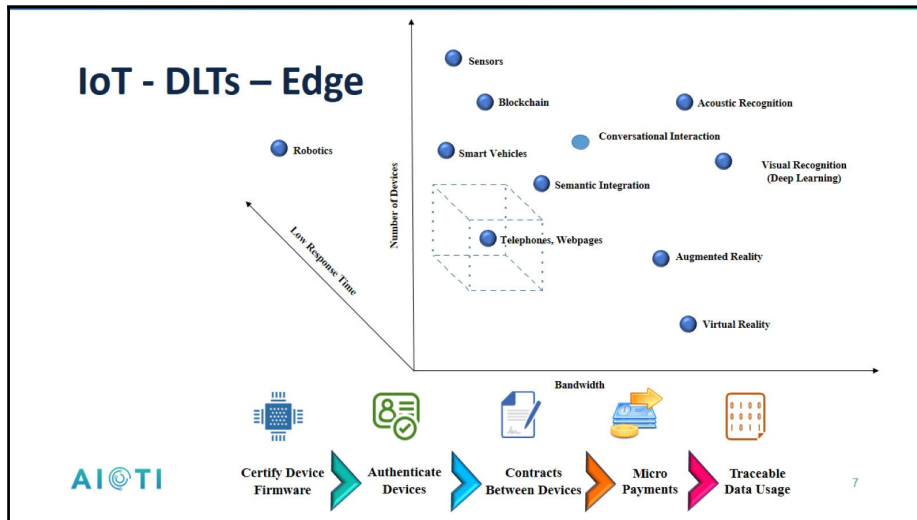 IoT - DLTs – Edge
Sensors
Blockchain
Acoustic Recognition
Conversational Interaction
Robotics
Smart Vehicles
Visual Recognition
(Deep Learning)
Semantic Integration
Number of Devices
Low Response Time
Telephones, Webpages
Augmented Reality
Virtual Reality
Bandwidth
Certify Device
Firmware
Authenticate
Devices
Contracts
Between Devices
Micro
Payments
Traceable
Data Usage
AIOTI
7